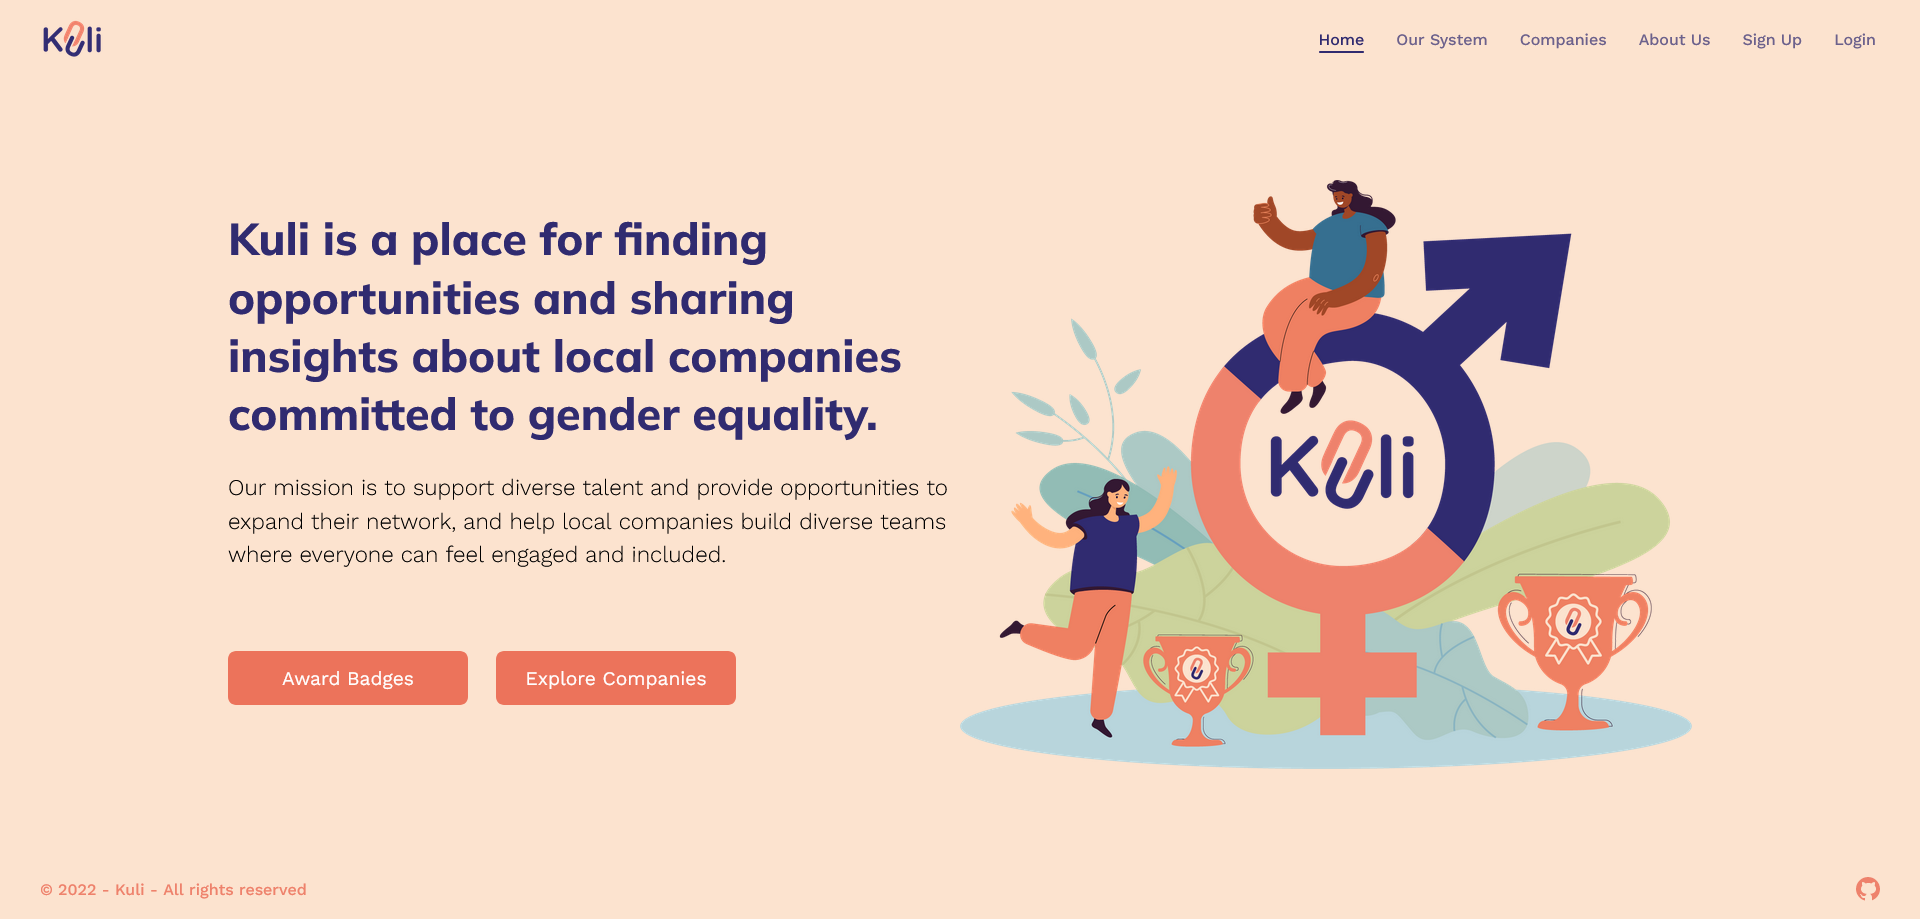 Kuli
Home Our System Companies About Us Sign Up Login
Kuli is a place for finding
opportunities and sharing
insights about local companies
committed to gender equality.
Our mission is to support diverse talent and provide opportunities to
expand their network, and help local companies build diverse teams
where everyone can feel engaged and included.
Award Badges Explore Companies
Kuli
© 2022 - Kuli - All rights reserved